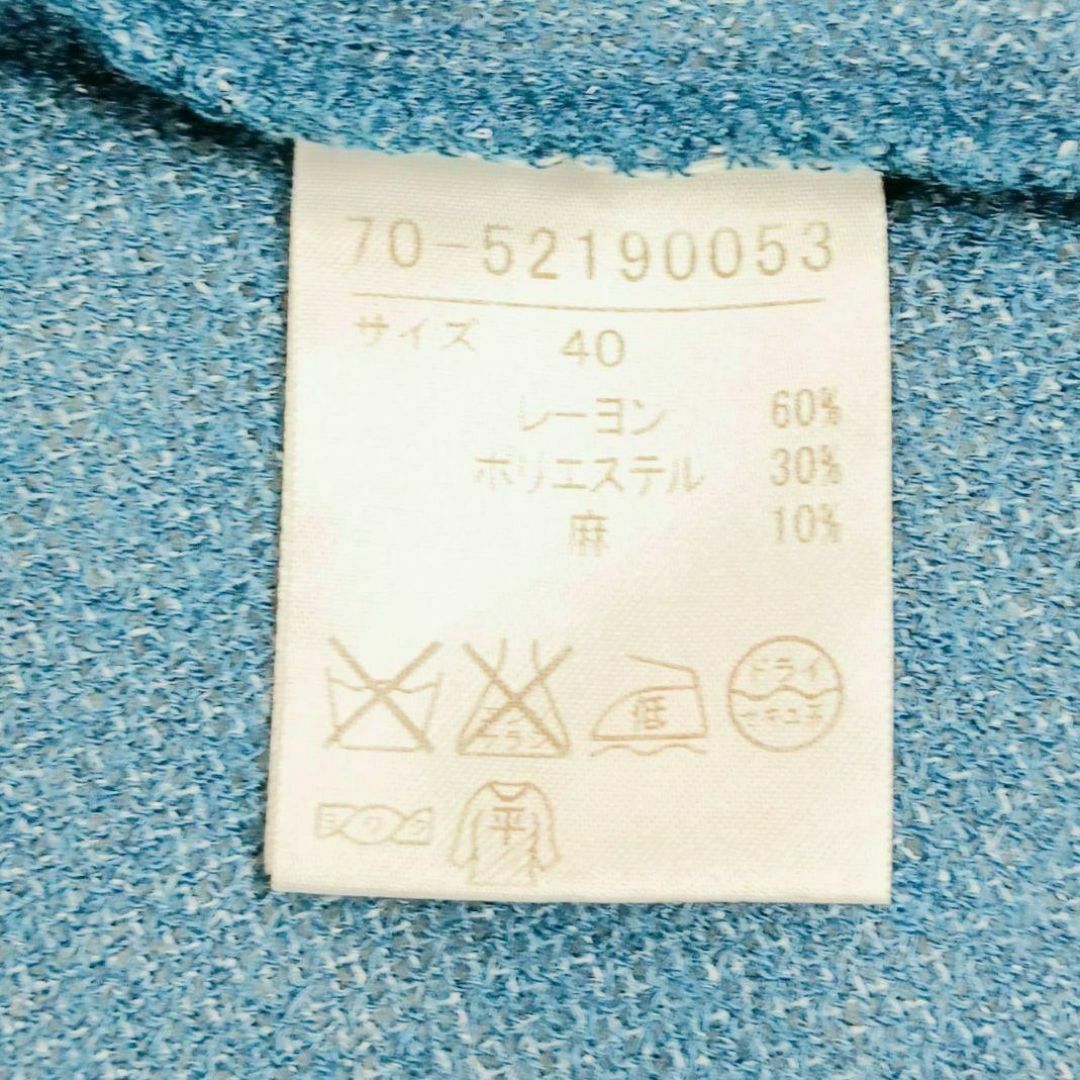 70-52190053
サイズ 40
レーヨン 60%
ポリエステル 30%
麻 10%
低
ドライ
平